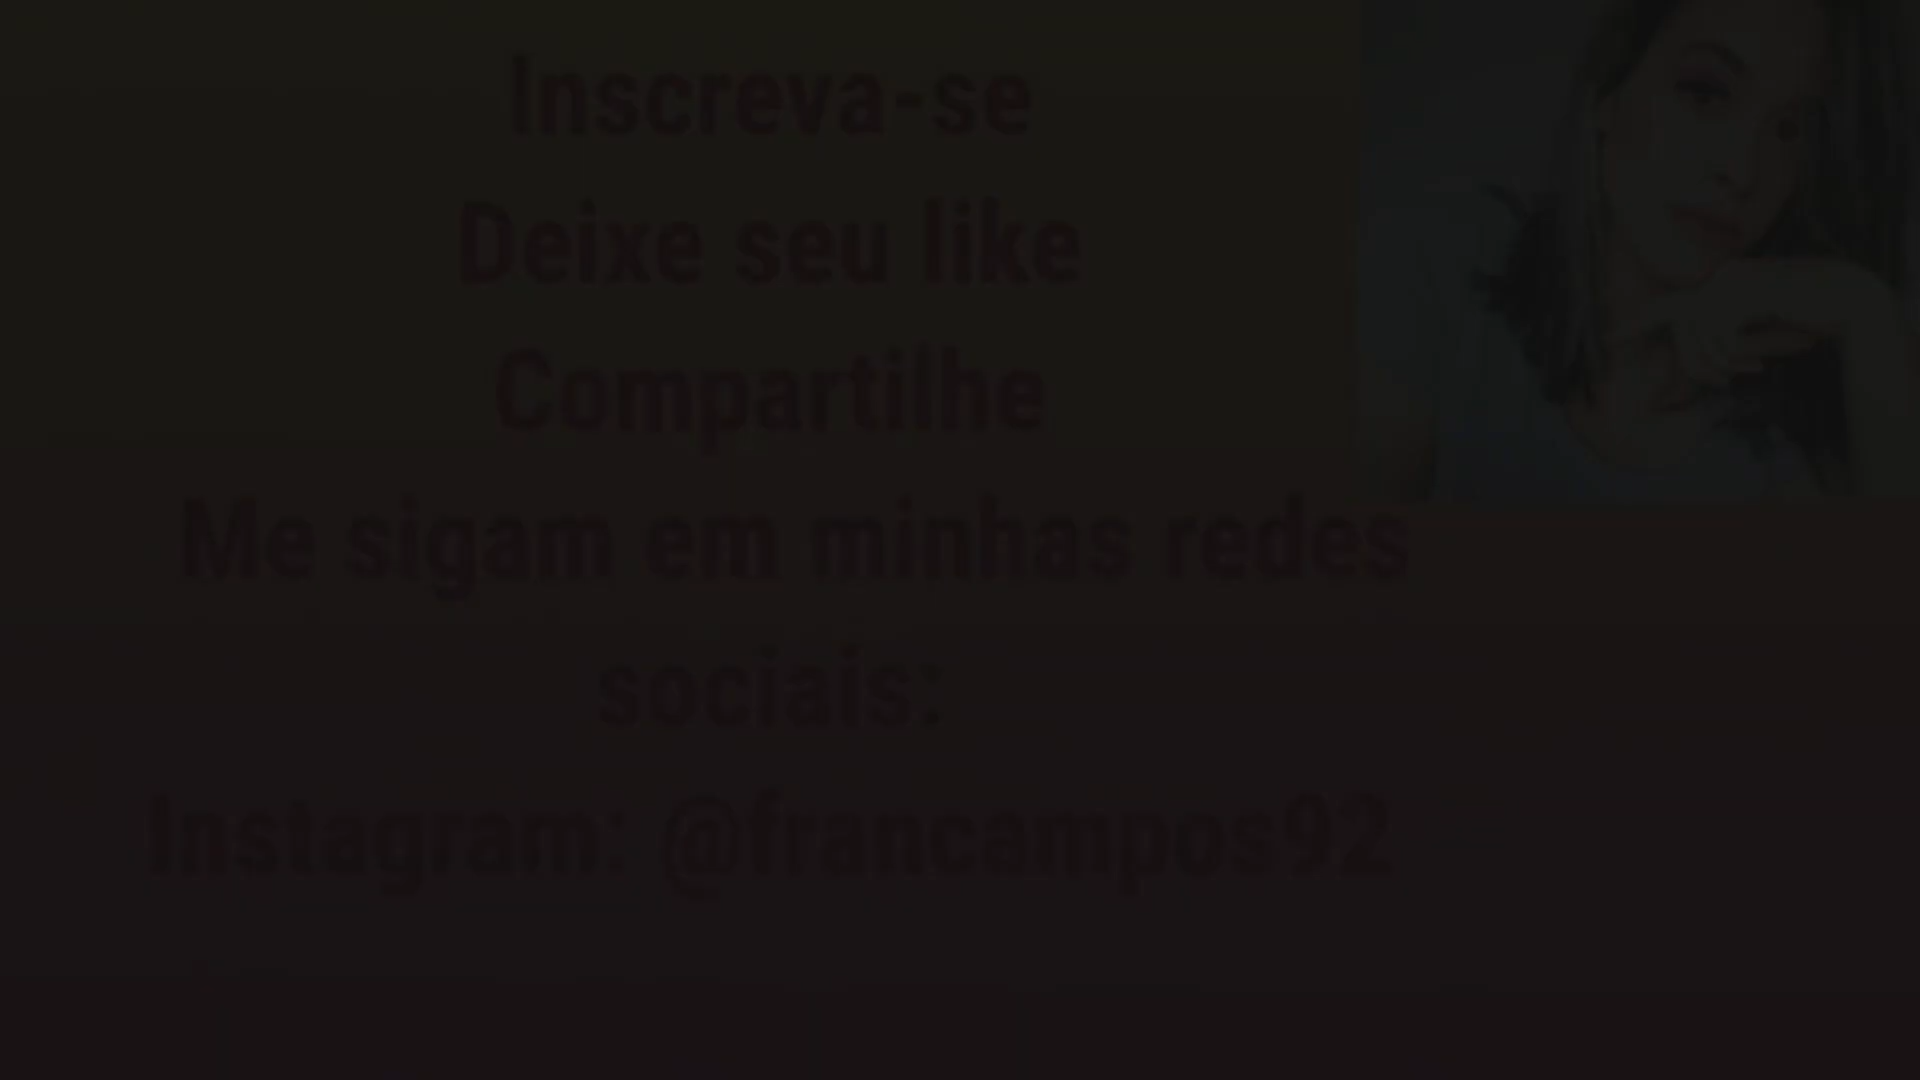 Inscreva-se
Deixe seu like
Compartilhe
Me sigam em minhas redes
sociais:
Instagram: @francampos92